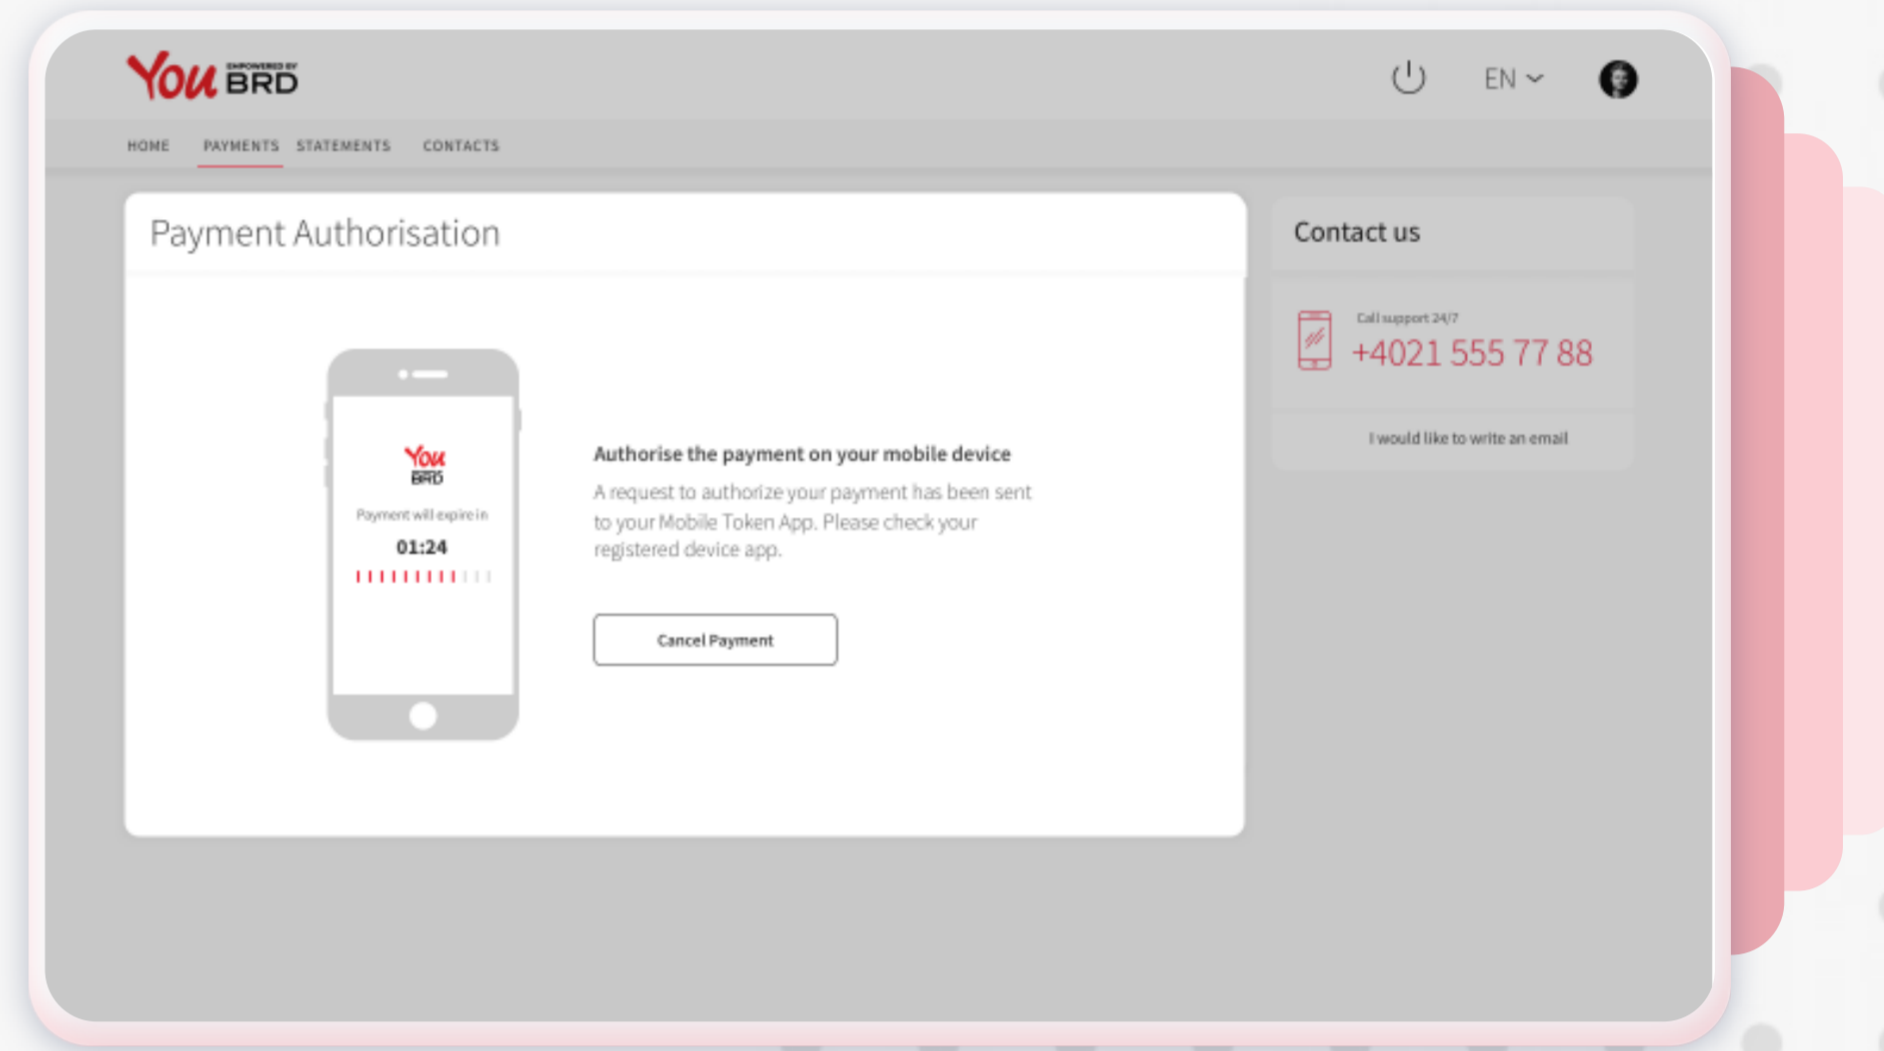 You EMPOWERED BY
BRD
EN
HOME PAYMENTS STATEMENTS CONTACTS
Payment Authorisation
You
BRD
Payment will expire in
01:24
Authorise the payment on your mobile device
A request to authorize your payment has been sent
to your Mobile Token App. Please check your
registered device app.
Cancel Payment
Contact us
Call support 24/7
+4021 555 77 88
I would like to write an email